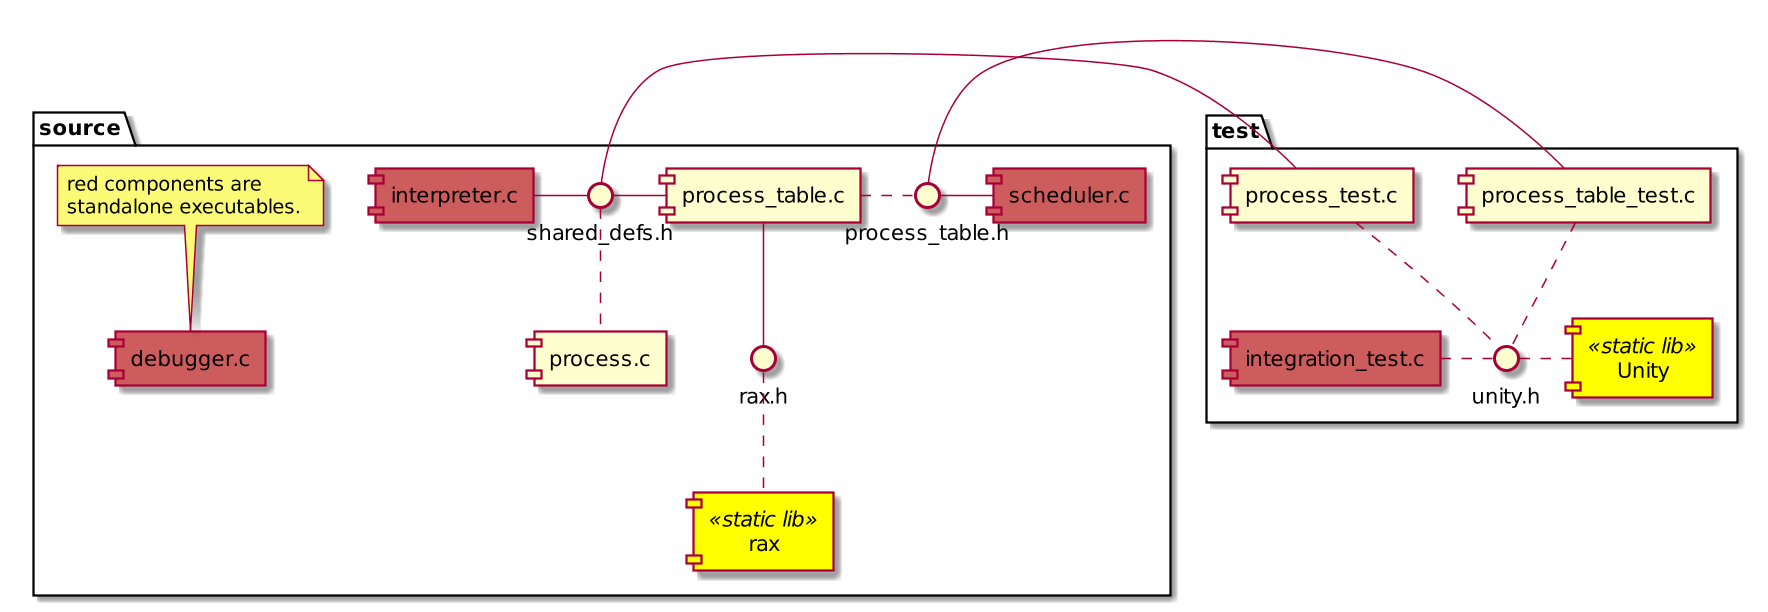 source
red components are
standalone executables.
interpreter.c
shared_defs.h
process_table.c
process_table.h
scheduler.c
debugger.c
process.c
rax.h
«static lib»
rax
test
process_test.c
process_table_test.c
integration_test.c
unity.h
«static lib»
Unity